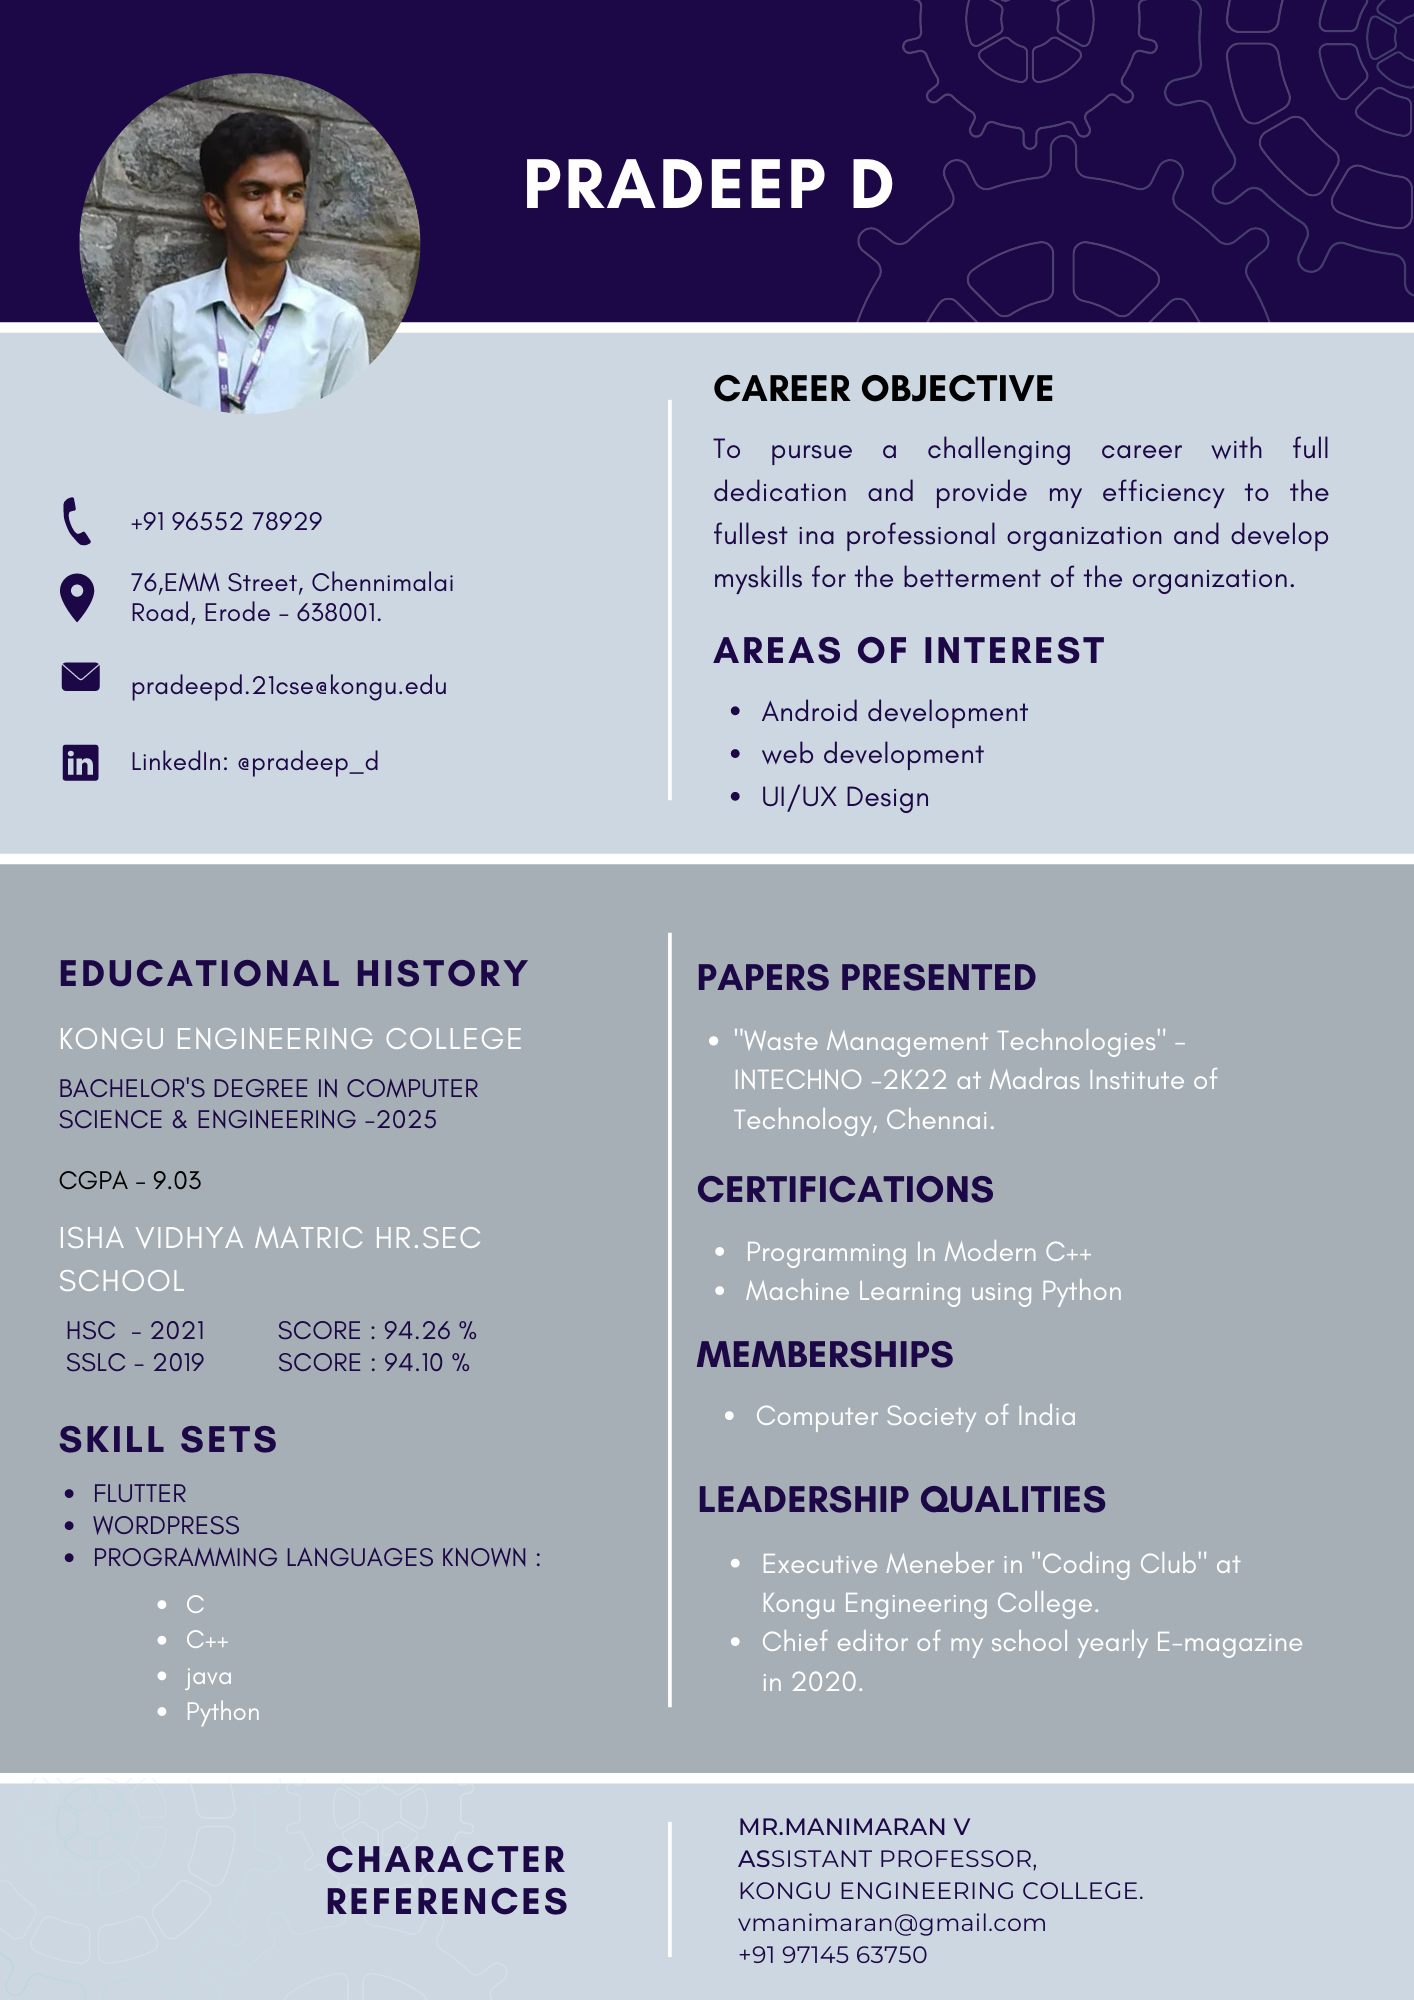 PRADEEP D
+91 96552 78929
76,EMM Street, Chennimalai
Road, Erode - 638001.
pradeepd.21cse@kongu.edu
LinkedIn: @pradeep_d
CAREER OBJECTIVE
To pursue a challenging career with full
dedication and provide my efficiency to the
fullest ina professional organization and develop
myskills for the betterment of the organization.
AREAS OF INTEREST
• Android development
• web development
• UI/UX Design
EDUCATIONAL HISTORY
KONGU ENGINEERING COLLEGE
BACHELOR'S DEGREE IN COMPUTER
SCIENCE & ENGINEERING -2025
CGPA - 9.03
ISHA VIDHYA MATRIC HR.SEC
SCHOOL
HSC - 2021 SCORE : 94.26 %
SSLC - 2019 SCORE : 94.10 %
SKILL SETS
• FLUTTER
• WORDPRESS
• PROGRAMMING LANGUAGES KNOWN :
• C
• C++
• java
• Python
PAPERS PRESENTED
• "Waste Management Technologies" -
INTECHNO -2K22 at Madras Institute of
Technology, Chennai.
CERTIFICATIONS
• Programming In Modern C++
• Machine Learning using Python
MEMBERSHIPS
• Computer Society of India
LEADERSHIP QUALITIES
• Executive Meneber in "Coding Club" at
Kongu Engineering College.
• Chief editor of my school yearly E-magazine
in 2020.
CHARACTER
REFERENCES
MR.MANIMARAN V
ASSISTANT PROFESSOR,
KONGU ENGINEERING COLLEGE.
vmanimaran@gmail.com
+91 97145 63750